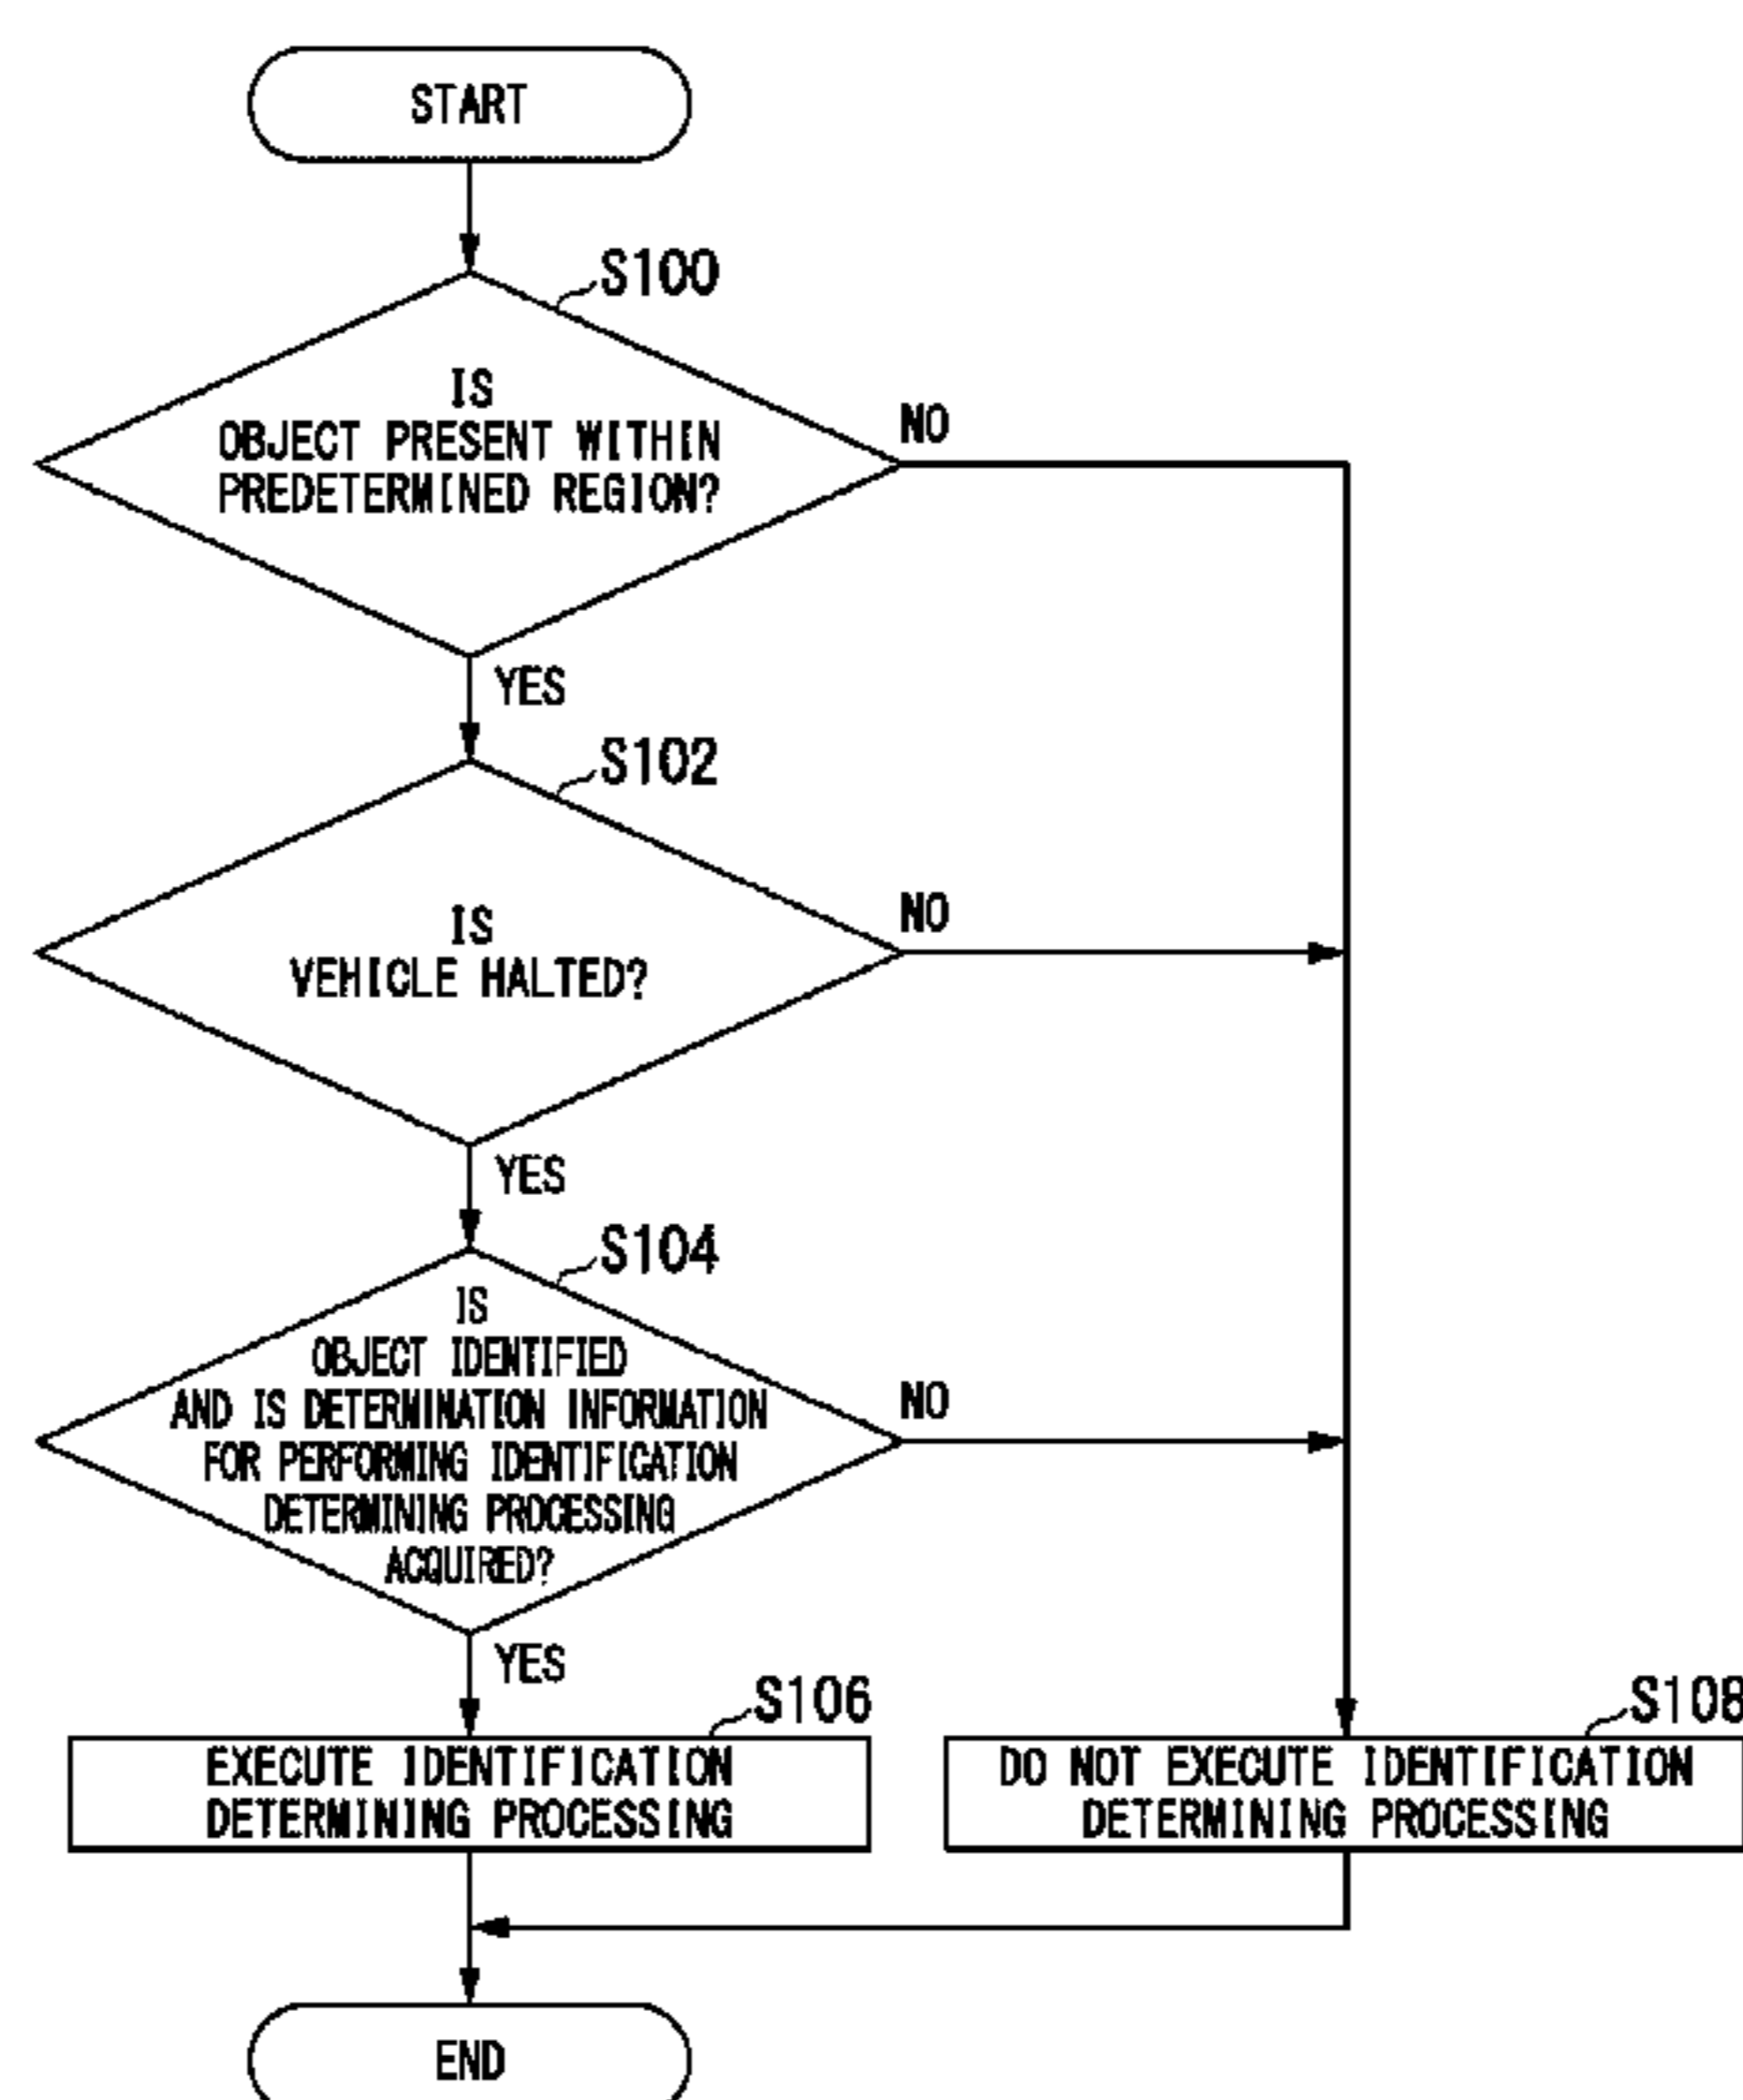 START
S100
IS
OBJECT PRESENT WITHIN
PREDETERMINED REGION?
NO
YES
S102
IS
VEHICLE HALTED?
NO
YES
S104
IS
OBJECT IDENTIFIED
AND IS DETERMINATION INFORMATION
FOR PERFORMING IDENTIFICATION
DETERMINING PROCESSING
ACQUIRED?
NO
YES
S106
EXECUTE IDENTIFICATION
DETERMINING PROCESSING
S108
DO NOT EXECUTE IDENTIFICATION
DETERMINING PROCESSING
END